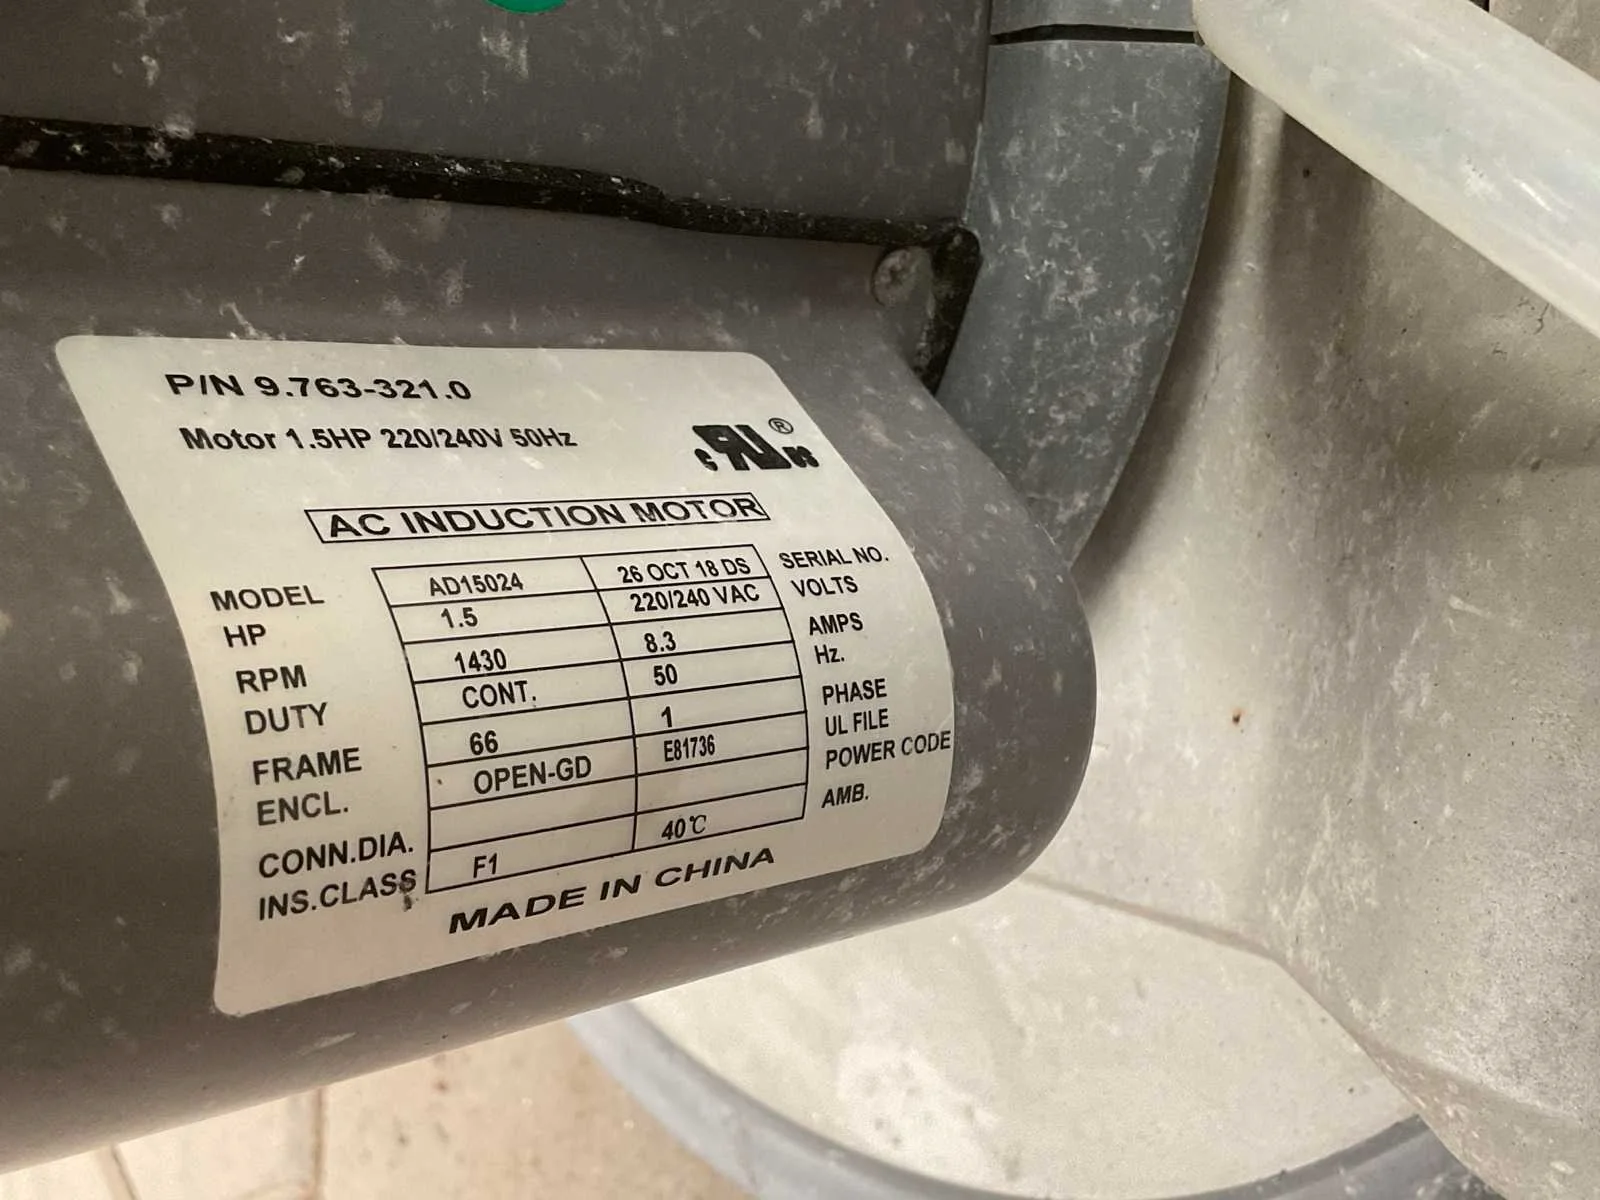 P/N 9.763-321.0
Motor 1.5HP 220/240V 50Hz
c RU ® us
AC INDUCTION MOTOR
MODEL AD15024 26 OCT 18 DS SERIAL NO.
HP 1.5 220/240 VAC VOLTS
RPM 1430 8.3 AMPS
DUTY CONT. 50 Hz.
FRAME 66 1 PHASE
ENCL. OPEN-GD E81736 UL FILE
CONN.DIA. POWER CODE
INS.CLASS F1 40℃ AMB.
MADE IN CHINA